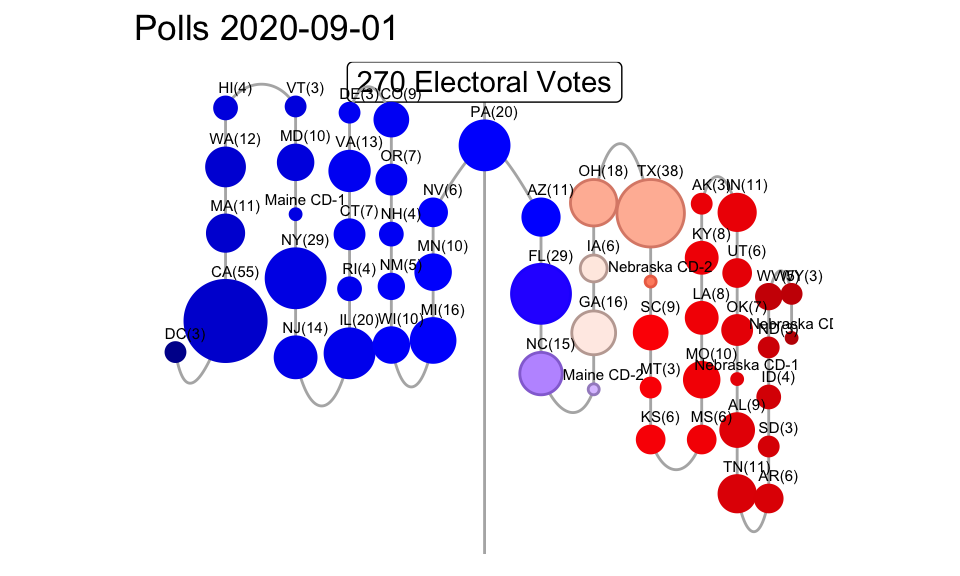 Polls 2020-09-01
270 Electoral Votes
HI(4)
WA(12)
MA(11)
CA(55)
DC(3)
VT(3)
MD(10)
Maine CD-1
NY(29)
NJ(14)
DE(3)
VA(13)
CT(7)
RI(4)
IL(20)
CO(9)
OR(7)
NH(4)
NM(5)
WI(10)
NV(6)
MN(10)
MI(16)
PA(20)
AZ(11)
FL(29)
NC(15)
Maine CD-2
OH(18)
IA(6)
GA(16)
TX(38)
Nebraska CD-2
SC(9)
MT(3)
KS(6)
AK(3)
KY(8)
LA(8)
MO(10)
MS(6)
IN(11)
UT(6)
OK(7)
Nebraska CD-1
AL(9)
TN(11)
ND(3)
ID(4)
SD(3)
AR(6)
WY(3)
Nebraska